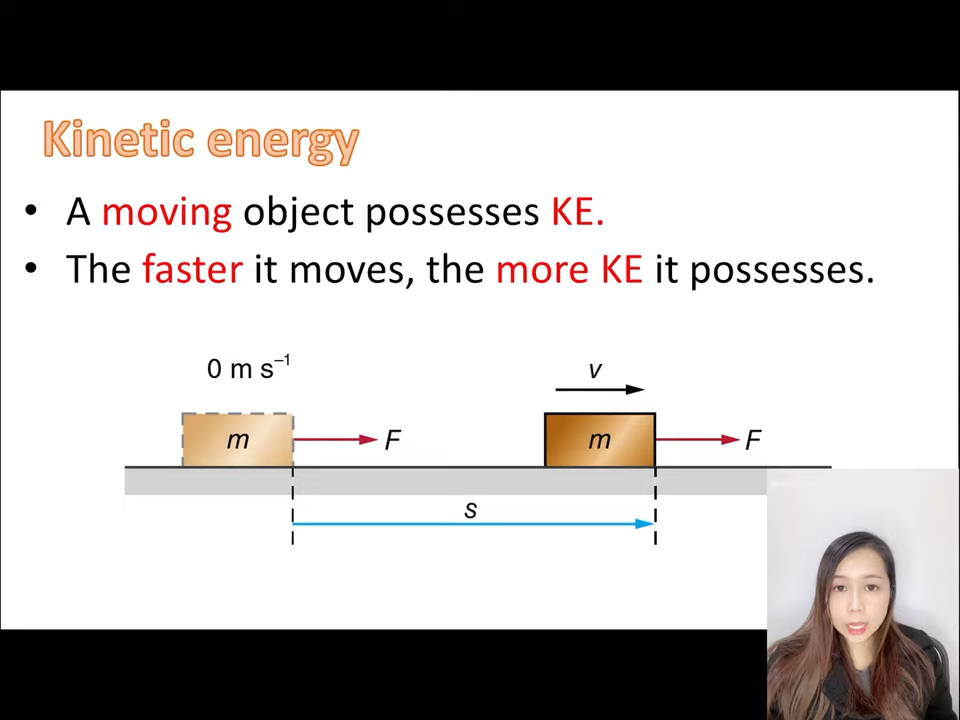 Kinetic energy
• A moving object possesses KE.
• The faster it moves, the more KE it possesses.
0 m s⁻¹
v
m
F
m
F
s